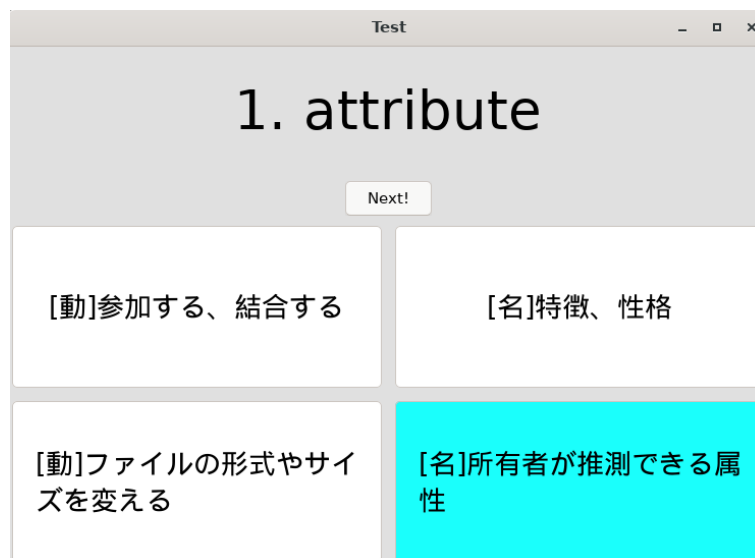 Test
1. attribute
Next!
[動]参加する、結合する
[名]特徴、性格
[動]ファイルの形式やサイ
ズを変える
[名]所有者が推測できる属
性